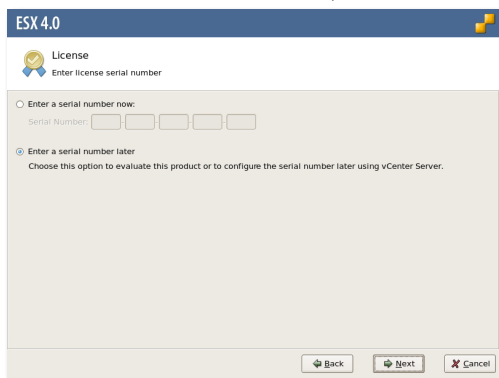 ESX 4.0
License
Enter license serial number
Enter a serial number now:
Serial Number: - - - -
Enter a serial number later
Choose this option to evaluate this product or to configure the serial number later using vCenter Server.
Back Next Cancel